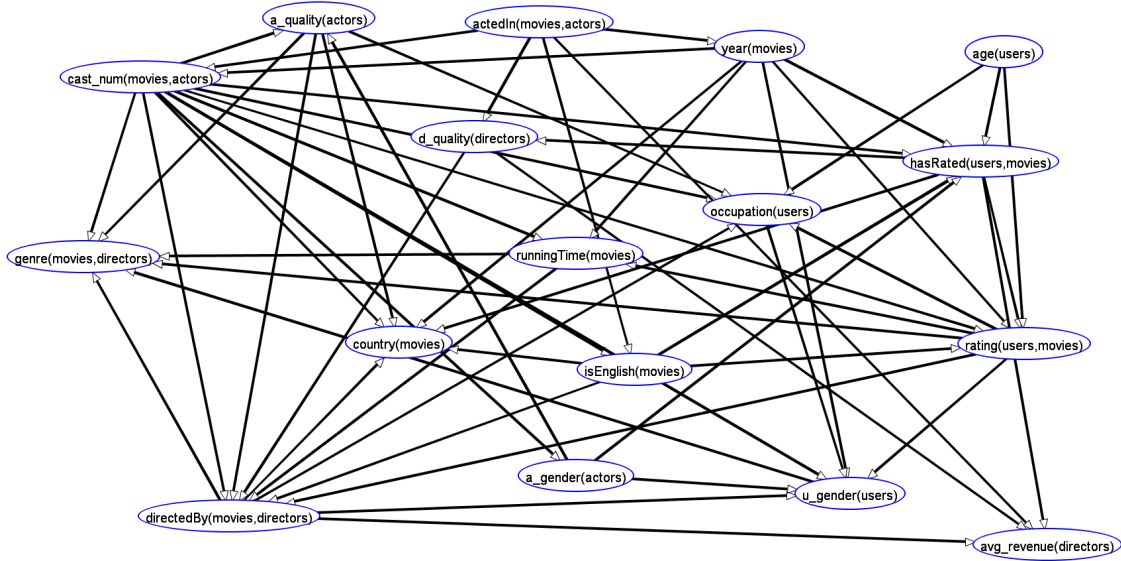 a_quality(actors)
actedIn(movies,actors)
year(movies)
age(users)
cast_num(movies,actors)
d_quality(directors)
hasRated(users,movies)
occupation(users)
genre(movies,directors)
runningTime(movies)
country(movies)
isEnglish(movies)
rating(users,movies)
a_gender(actors)
u_gender(users)
directedBy(movies,directors)
avg_revenue(directors)